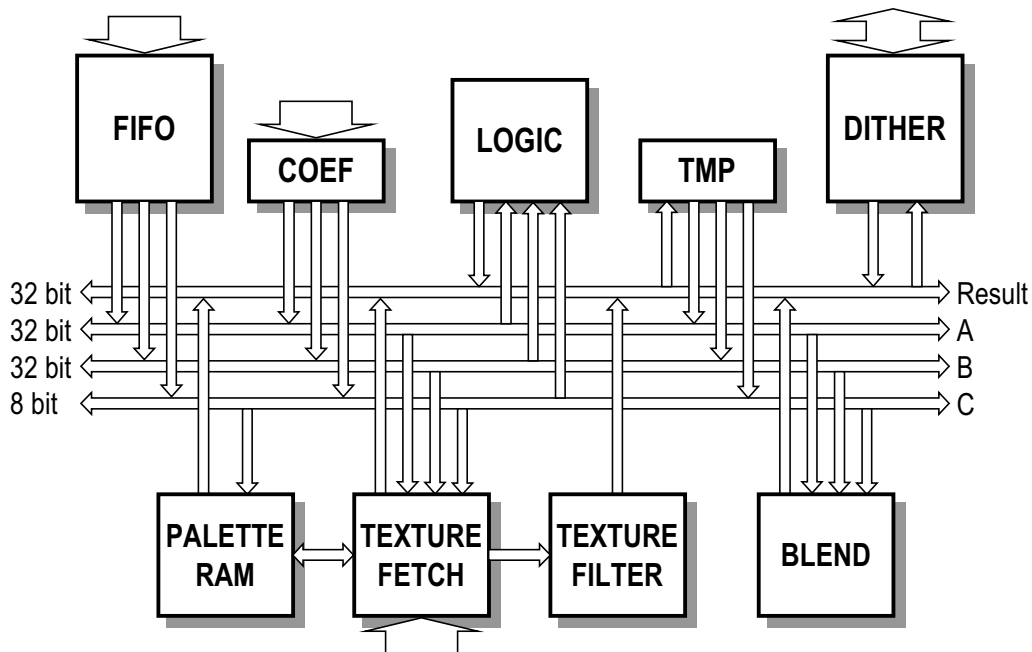 FIFO
COEF
LOGIC
TMP
DITHER
32 bit
Result
32 bit
A
32 bit
B
8 bit
C
PALETTE
RAM
TEXTURE
FETCH
TEXTURE
FILTER
BLEND